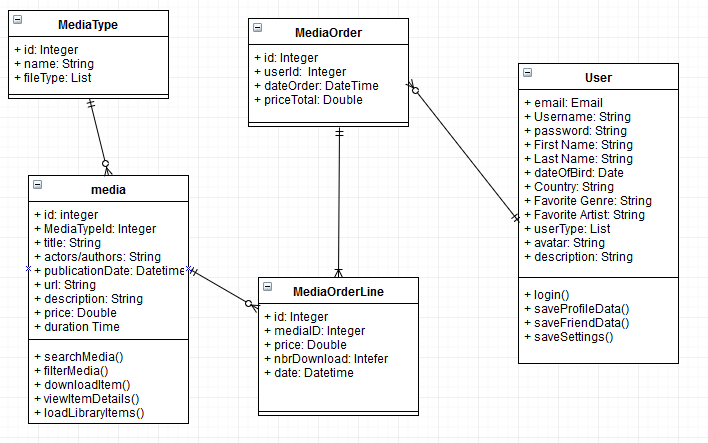 MediaType
+ id: Integer
+ name: String
+ fileType: List
MediaOrder
+ id: Integer
+ userId: Integer
+ dateOrder: DateTime
+ priceTotal: Double
User
+ email: Email
+ Username: String
+ password: String
+ First Name: String
+ Last Name: String
+ dateOfBird: Date
+ Country: String
+ Favorite Genre: String
+ Favorite Artist: String
+ userType: List
+ avatar: String
+ description: String
+ login()
+ saveProfileData()
+ saveFriendData()
+ saveSettings()
media
+ id: integer
+ MediaTypeId: Integer
+ title: String
+ actors/authors: String
+ publicationDate: Datetime
+ url: String
+ description: String
+ price: Double
+ duration Time
+ searchMedia()
+ filterMedia()
+ downloadItem()
+ viewItemDetails()
+ loadLibraryItems()
MediaOrderLine
+ id: Integer
+ mediaID: Integer
+ price: Double
+ nbrDownload: Intefer
+ date: Datetime